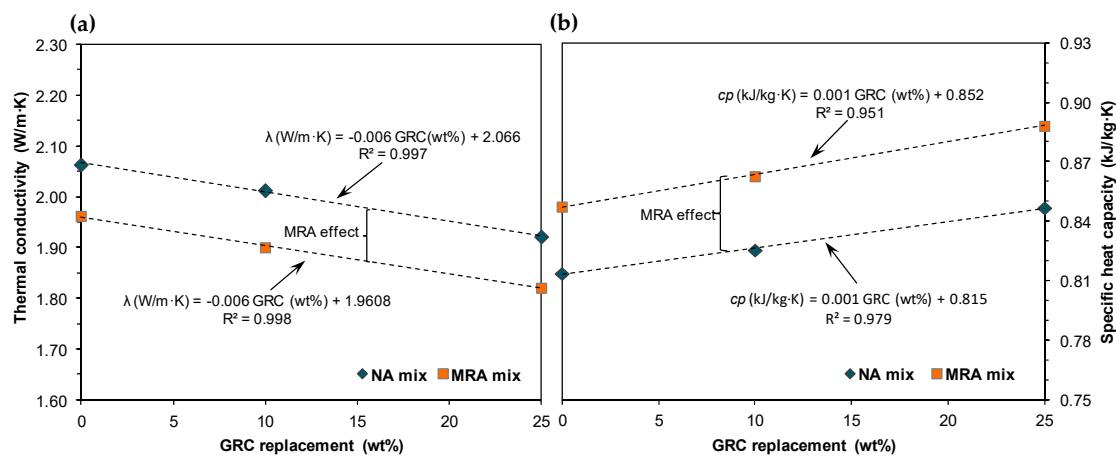 (a)
(b)
Thermal conductivity (W/m·K)
2.30
2.20
2.10
2.00
1.90
1.80
1.70
1.60
λ (W/m·K) = -0.006 GRC(wt%) + 2.066
R² = 0.997
MRA effect
λ (W/m·K) = -0.006 GRC (wt%) + 1.9608
R² = 0.998
NA mix MRA mix
0 5 10 15 20 25
GRC replacement (wt%)
cp (kJ/kg·K) = 0.001 GRC (wt%) + 0.852
R² = 0.951
MRA effect
cp (kJ/kg·K) = 0.001 GRC (wt%) + 0.815
R² = 0.979
NA mix MRA mix
5 10 15 20 25
GRC replacement (wt%)
0.93
0.90
0.87
0.84
0.81
0.78
0.75
Specific heat capacity (kJ/kg·K)